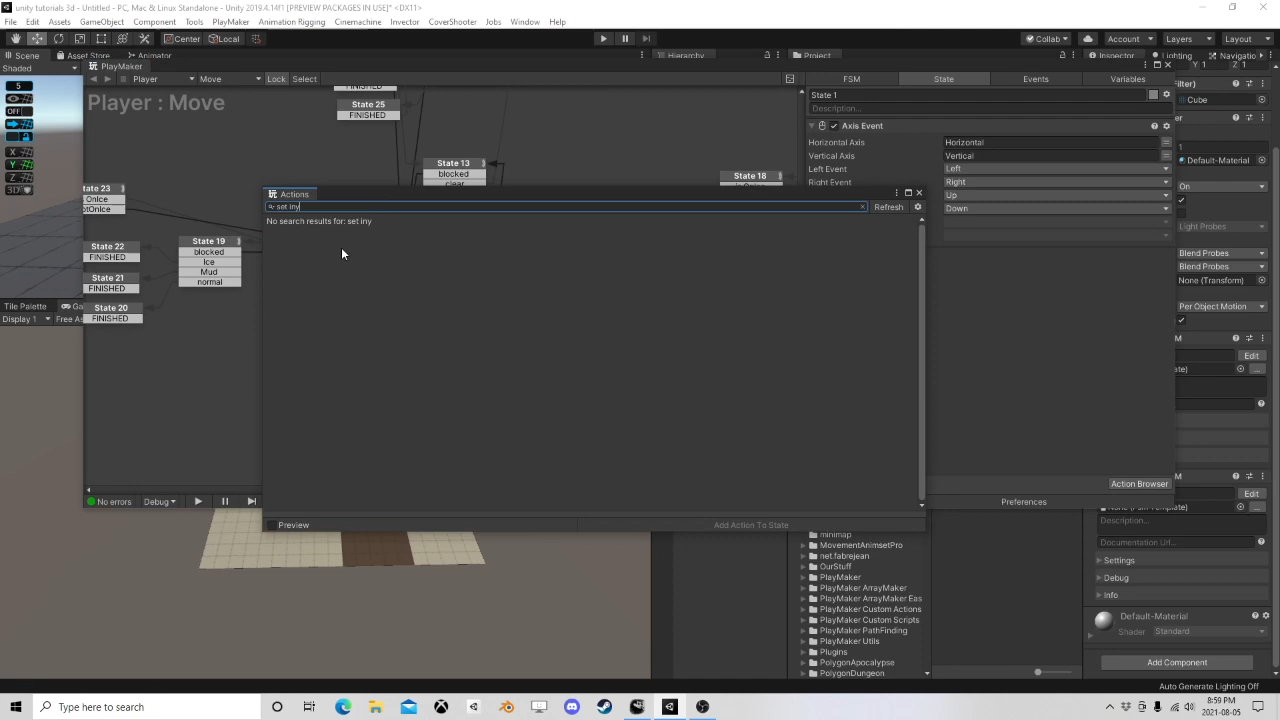 unity tutorials 3d - Untitled - PC, Mac & Linux Standalone - Unity 2019.4.14f1 [PREVIEW PACKAGES IN USE]* <DX11>
File Edit Assets GameObject Component Tools PlayMaker Animation Rigging Cinemachine Invector CoverShooter Jobs Window Help
Center Local Collab Account Layers Layout
Scene Asset Store Animator Hierarchy Project Inspector Lighting Navigation
Shaded PlayMaker Y 1 Z 1
Player Move Lock Select FSM State Events Variables
Player : Move
5
OFF
X
Y
Z
3D
State 1
Description...
Axis Event
Horizontal Axis Horizontal
Vertical Axis Vertical
Left Event Left
Right Event Right
Up
Down
FINISHED
State 25
FINISHED
State 13
blocked
clear
State 18
State 22
FINISHED
State 21
FINISHED
State 20
FINISHED
State 19
blocked
Ice
Mud
normal
Actions
set iny
Refresh
No search results for: set iny
Preview Add Action To State
Tile Palette
Display 1 Free As
No errors Debug
Action Browser
Preferences
Cube
1
Default-Material
On
Light Probes
Blend Probes
Blend Probes
None (Transform)
Per Object Motion
Edit
Edit
Description...
Documentation Url...
Settings
Debug
Info
Default-Material
Shader Standard
Add Component
minimap
MovementAnimsetPro
net.fabrejean
OurStuff
PlayMaker
PlayMaker ArrayMaker
PlayMaker ArrayMaker Eas
PlayMaker Custom Actions
PlayMaker Custom Scripts
PlayMaker PathFinding
PlayMaker Utils
Plugins
PolygonApocalypse
PolygonDungeon
Auto Generate Lighting Off
Type here to search
8:59 PM
2021-08-05